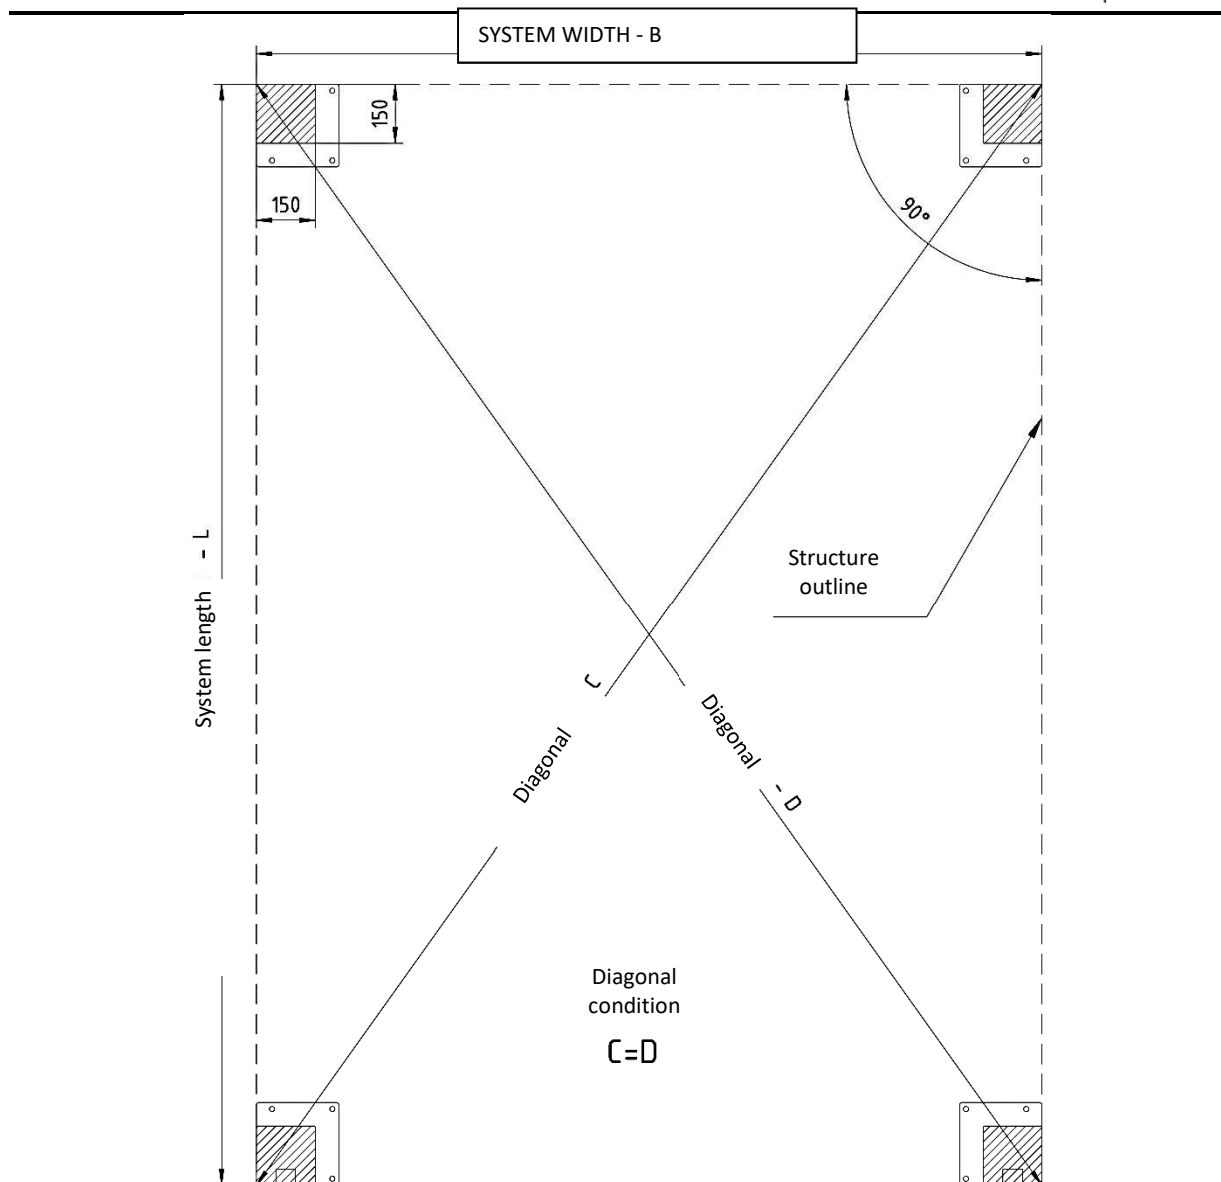 SYSTEM WIDTH - B
150
150
90°
Structure
outline
System length - L
Diagonal C
Diagonal - D
Diagonal
condition
C=D